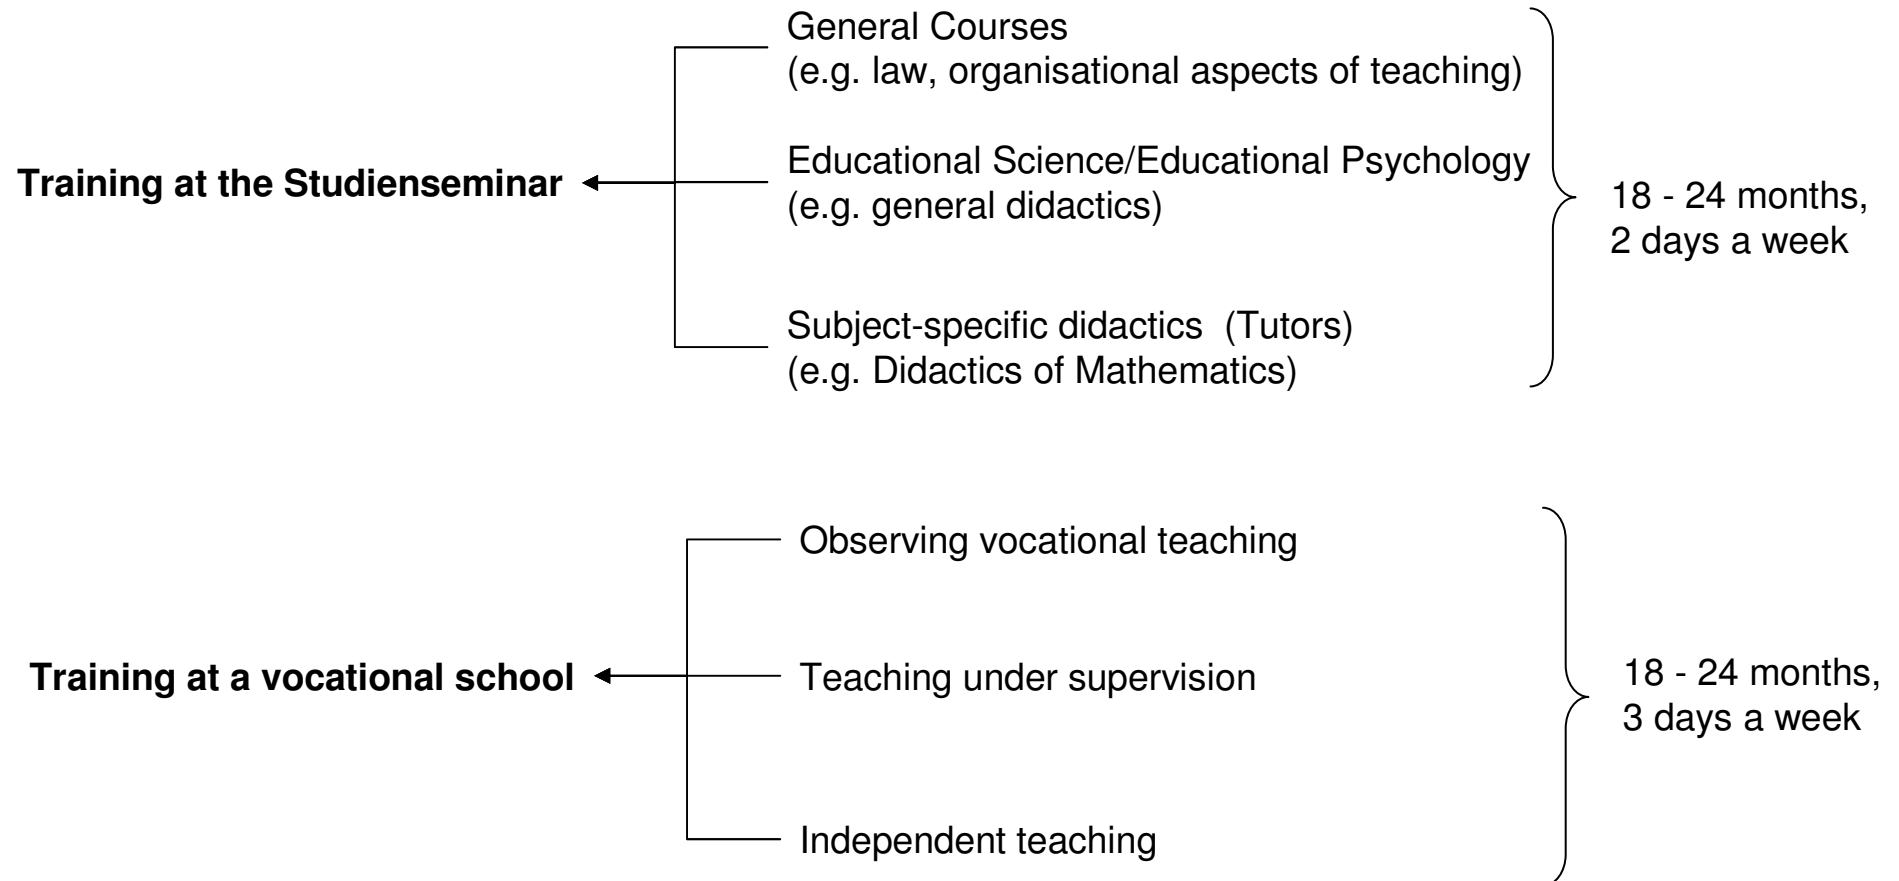 General Courses
(e.g. law, organisational aspects of teaching)
Training at the Studienseminar
Educational Science/Educational Psychology
(e.g. general didactics)
18 - 24 months,
2 days a week
Subject-specific didactics (Tutors)
(e.g. Didactics of Mathematics)
Observing vocational teaching
Training at a vocational school
Teaching under supervision
18 - 24 months,
3 days a week
Independent teaching